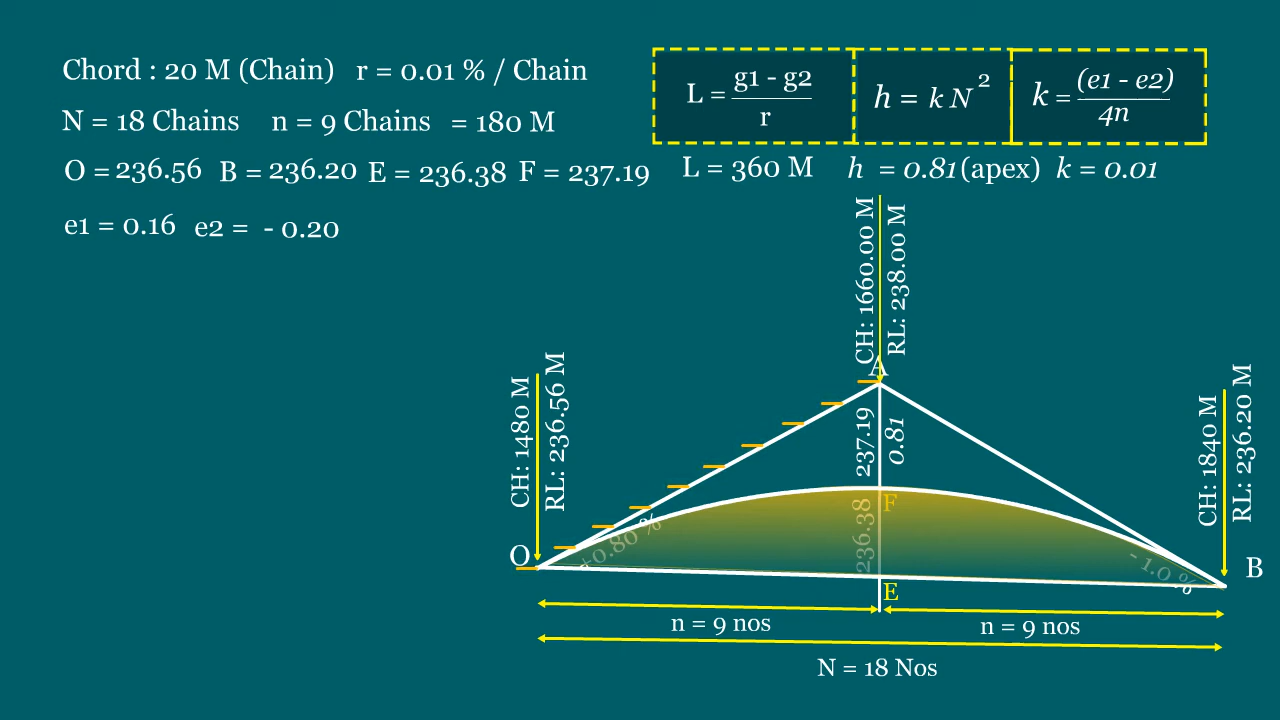 Chord : 20 M (Chain) r = 0.01 % / Chain
N = 18 Chains n = 9 Chains = 180 M
O = 236.56 B = 236.20 E = 236.38 F = 237.19
e1 = 0.16 e2 = - 0.20
L = g1 - g2 / r
h = k N ²
k = (e1 - e2) / 4n
L = 360 M h = 0.81 (apex) k = 0.01
CH: 1660.00 M
RL: 238.00 M
A
CH: 1480 M
RL: 236.56 M
O
237.19
0.81
F
236.38
E
+0.80 %
- 1.0 %
CH: 1840 M
RL: 236.20 M
B
n = 9 nos
n = 9 nos
N = 18 Nos